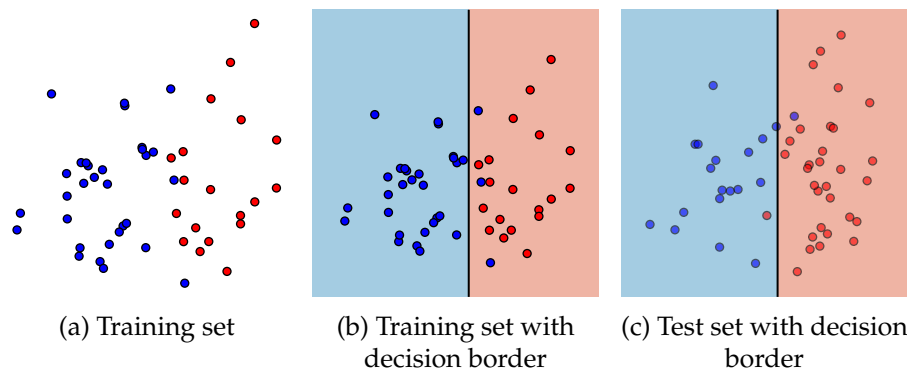 (a) Training set
(b) Training set with
decision border
(c) Test set with decision
border